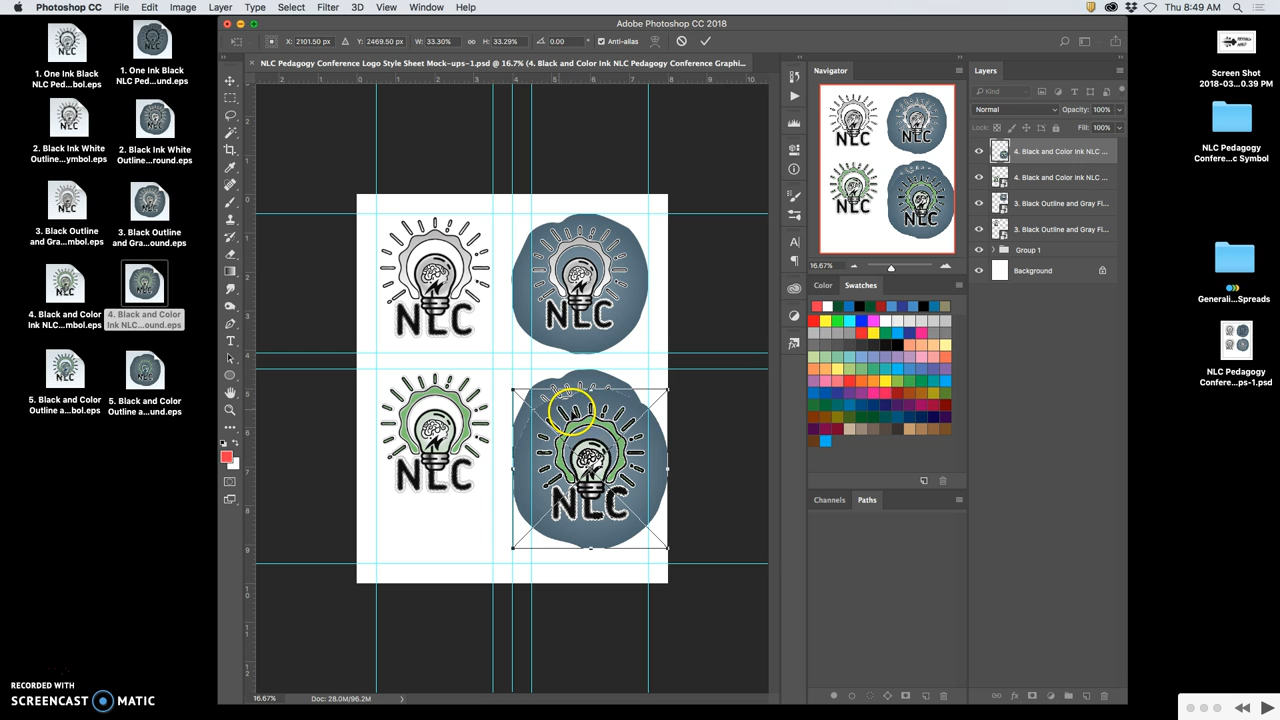 Photoshop CC File Edit Image Layer Type Select Filter 3D View Window Help Thu 8:49 AM
Adobe Photoshop CC 2018
X: 2101.50 px Y: 2469.50 px W: 33.30% H: 33.29% 0.00 Anti-alias
NLC Pedagogy Conference Logo Style Sheet Mock-ups-1.psd @ 16.7% (4. Black and Color Ink NLC Pedagogy Conference Graphi...
1. One Ink Black
NLC Ped...bol.eps
1. One Ink Black
NLC Ped...und.eps
2. Black Ink White
Outline...ymbol.eps
2. Black Ink White
Outline...round.eps
3. Black Outline
and Gra...mbol.eps
3. Black Outline
and Gra...und.eps
4. Black and Color
Ink NLC...mbol.eps
4. Black and Color
Ink NLC...ound.eps
5. Black and Color
Outline a...bol.eps
5. Black and Color
Outline a...und.eps
NLC
NLC
NLC
NLC
Navigator
NLC
NLC
NLC
NLC
16.67%
Color Swatches
Channels Paths
Layers
Kind
Normal Opacity: 100%
Lock: Fill: 100%
4. Black and Color Ink NLC ...
4. Black and Color Ink NLC ...
3. Black Outline and Gray Fi...
3. Black Outline and Gray Fi...
Group 1
Background
Screen Shot
2018-03...0.39 PM
NLC Pedagogy
Confere...c Symbol
Generali...Spreads
NLC Pedagogy
Confere...ps-1.psd
16.67% Doc: 28.0M/96.2M
RECORDED WITH
SCREENCAST MATIC